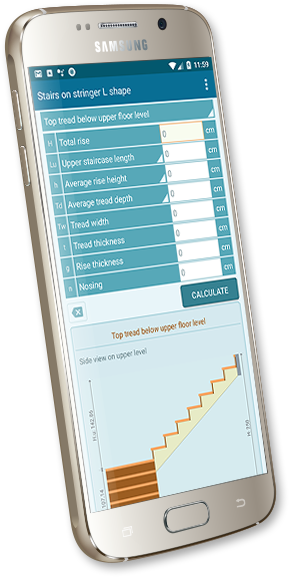 SAMSUNG
11:59
Stairs on stringer L shape
Top tread below upper floor level
H Total rise 0 cm
Lu Upper staircase length 0 cm
h Average rise height 0 cm
Td Average tread depth 0 cm
Tw Tread width 0 cm
t Tread thickness 0 cm
g Rise thickness 0 cm
n Nosing 0 cm
CALCULATE
Top tread below upper floor level
Side view on upper level
H u: 142.86
107.14
H: 250